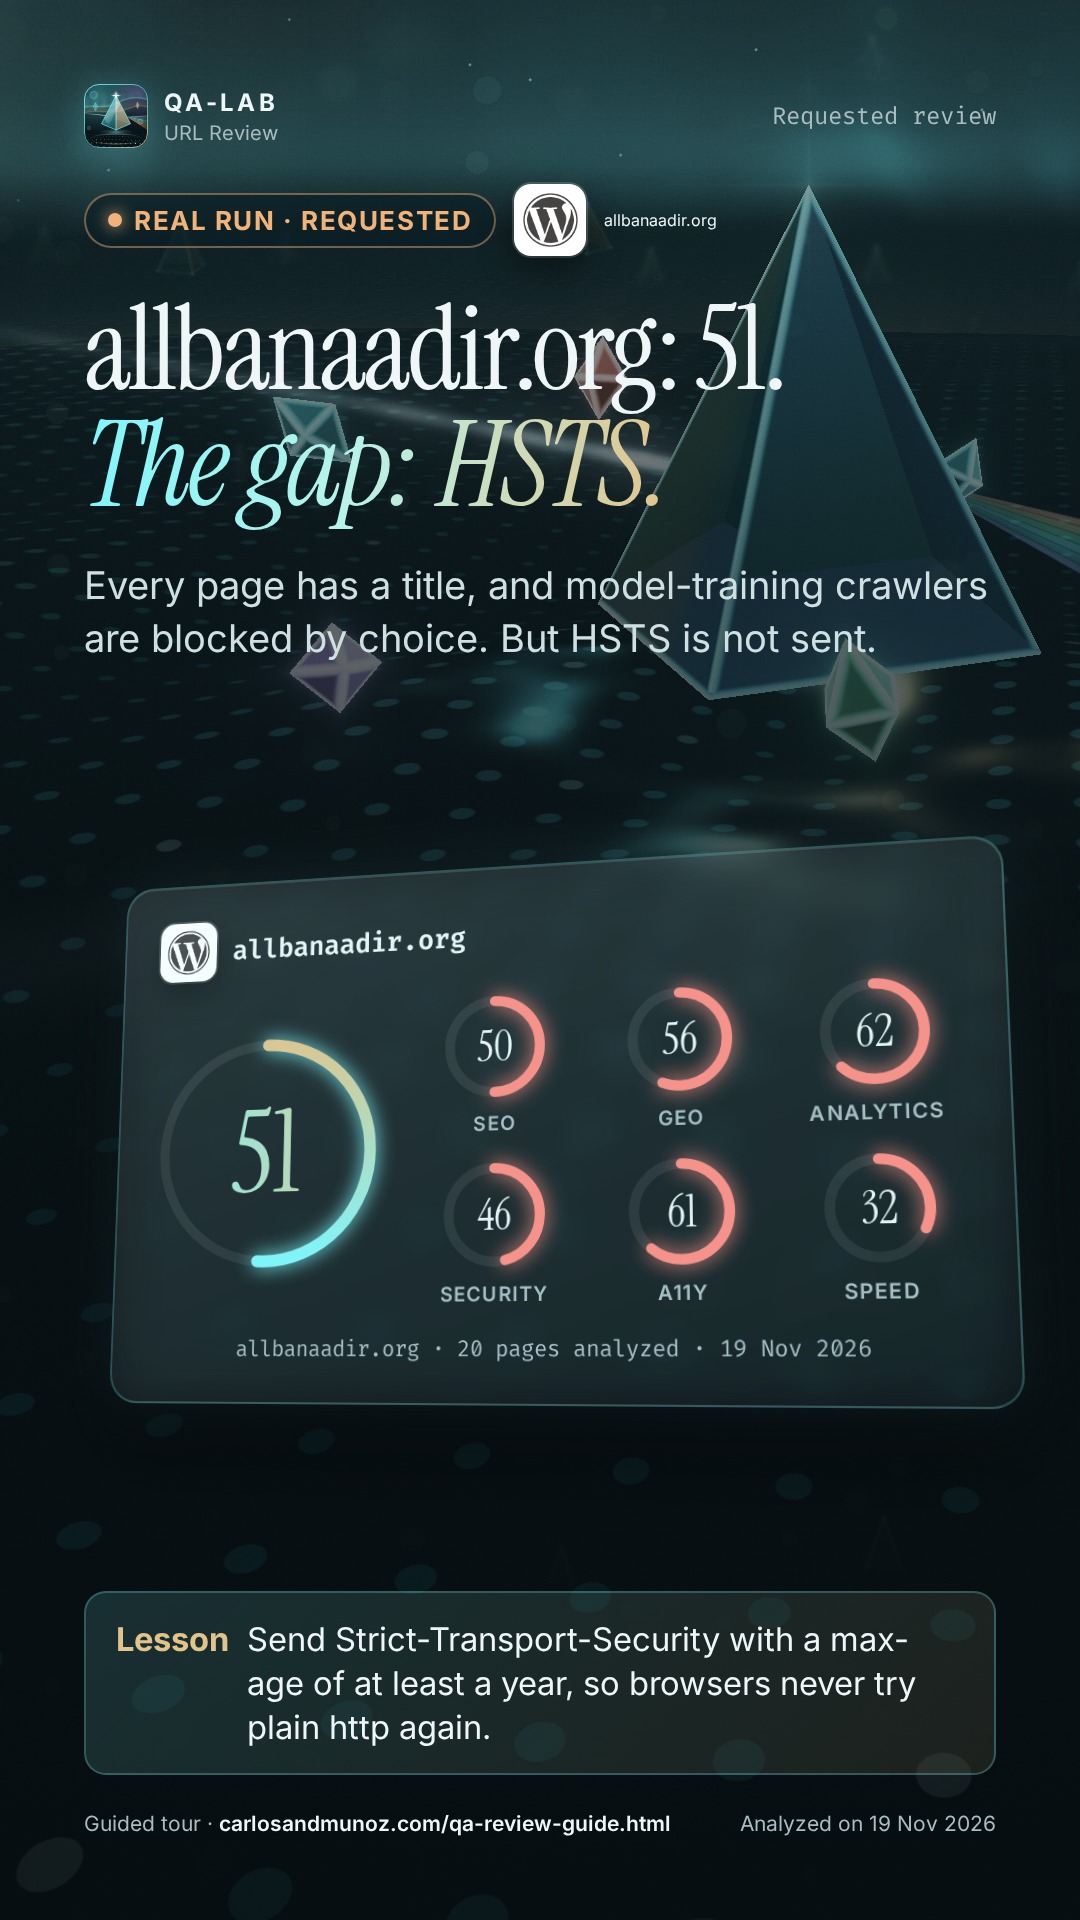 QA-LAB
URL Review
Requested review
REAL RUN · REQUESTED
allbanaadir.org
allbanaadir.org: 51.
The gap: HSTS.
Every page has a title, and model-training crawlers
are blocked by choice. But HSTS is not sent.
allbanaadir.org
51
50
SEO
56
GEO
62
ANALYTICS
46
SECURITY
61
A11Y
32
SPEED
allbanaadir.org · 20 pages analyzed · 19 Nov 2026
Lesson Send Strict-Transport-Security with a max-
age of at least a year, so browsers never try
plain http again.
Guided tour · carlosandmunoz.com/qa-review-guide.html
Analyzed on 19 Nov 2026